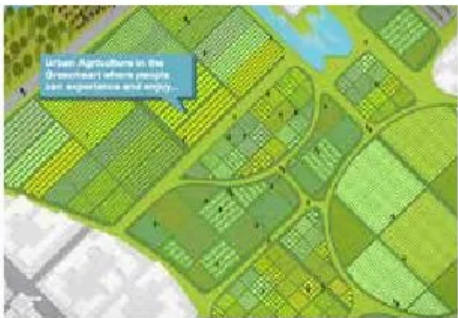 Urban Agriculture in the
Greenheart where people
can experience and enjoy...